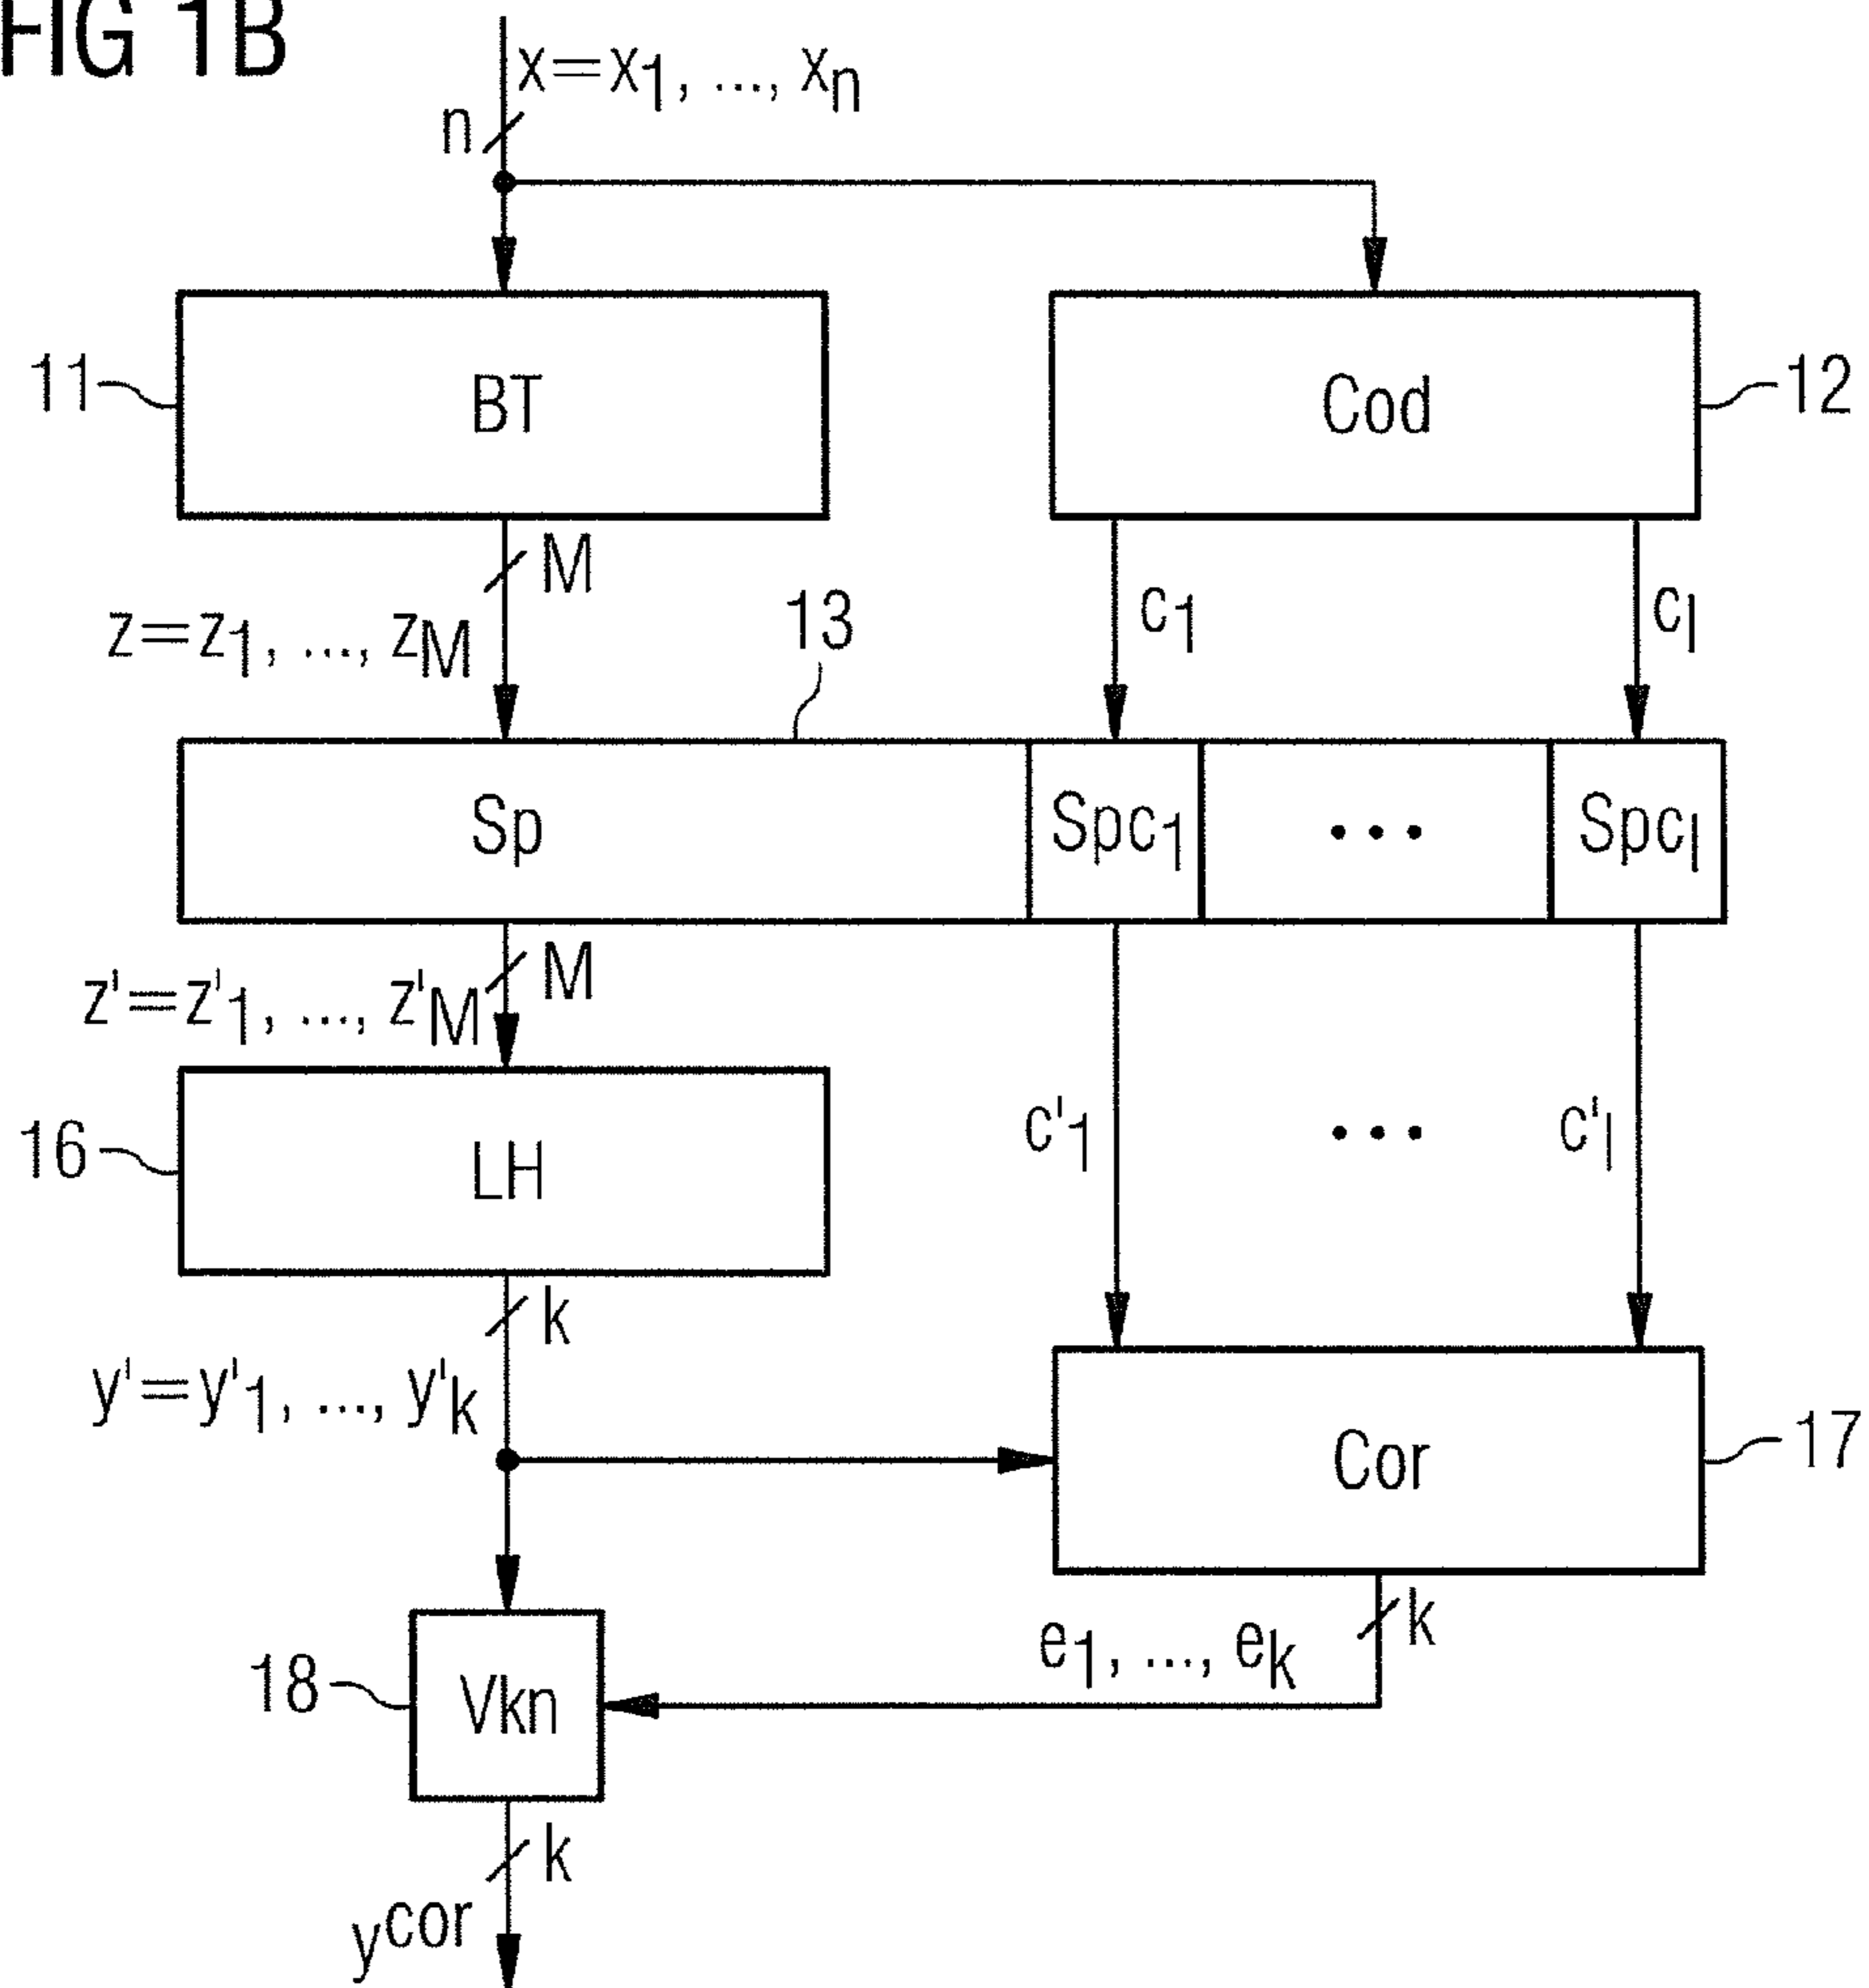 FIG 1B
x=x1, ..., xn
n
11
BT
Cod
12
M
z=z1, ..., zM
13
c1
cl
Sp
Spc1
...
Spcl
M
z'=z'1, ..., z'M
16
LH
c'1
...
c'l
k
y'=y'1, ..., y'k
Cor
17
k
e1, ..., ek
18
Vkn
k
ycor